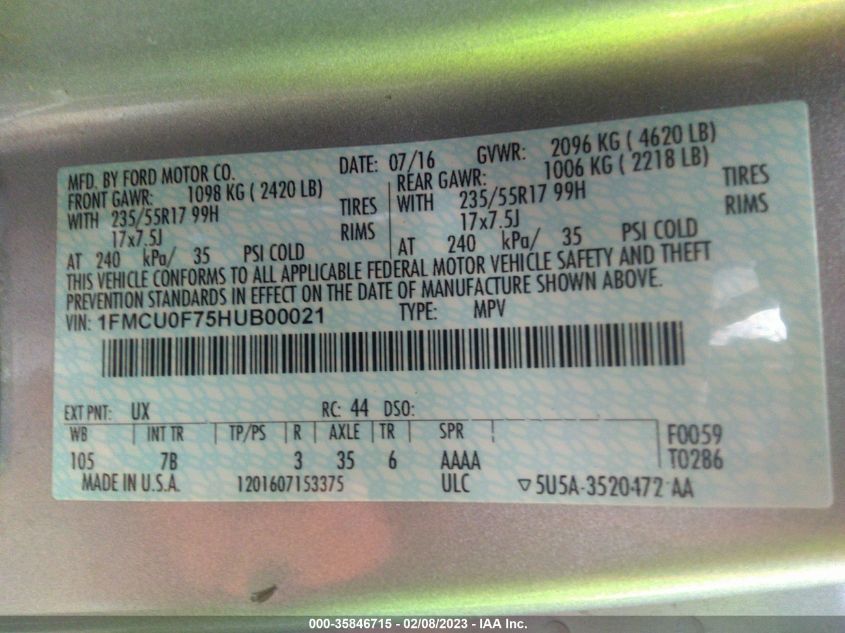 MFD. BY FORD MOTOR CO. DATE: 07/16 GVWR: 2096 KG ( 4620 LB)
FRONT GAWR: 1098 KG ( 2420 LB) REAR GAWR: 1006 KG ( 2218 LB)
WITH 235/55R17 99H TIRES WITH 235/55R17 99H TIRES
17x7.5J RIMS 17x7.5J RIMS
AT 240 kPa/ 35 PSI COLD AT 240 kPa/ 35 PSI COLD
THIS VEHICLE CONFORMS TO ALL APPLICABLE FEDERAL MOTOR VEHICLE SAFETY AND THEFT
PREVENTION STANDARDS IN EFFECT ON THE DATE OF MANUFACTURE SHOWN ABOVE.
VIN: 1FMCU0F75HUB00021 TYPE: MPV
EXT PNT: UX RC: 44 DSO:
WB INT TR TP/PS R AXLE TR SPR F0059
105 7B 3 35 6 AAAA T0286
MADE IN U.S.A. 1201607153375 ULC ▽5U5A-3520472 AA
000-35846715 - 02/08/2023 - IAA Inc.